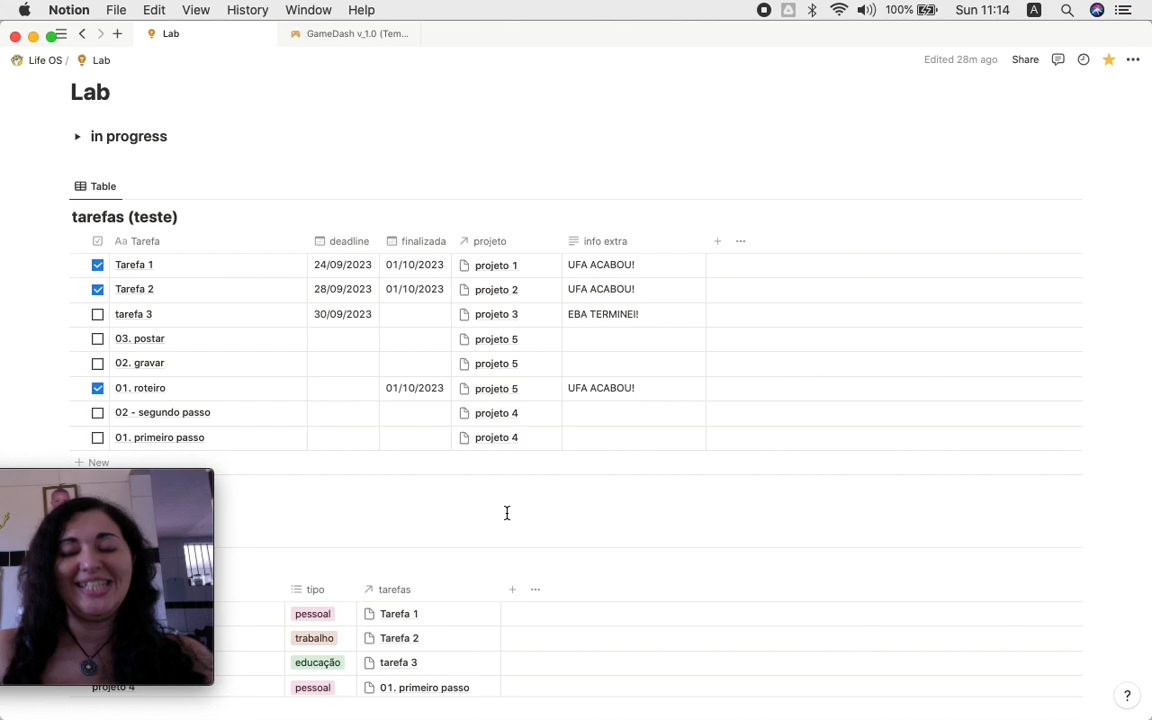 Notion File Edit View History Window Help 100% Sun 11:14 A
Lab GameDash v_1.0 (Tem...
Life OS / Lab Edited 28m ago Share
Lab
in progress
Table
tarefas (teste)
Aa Tarefa deadline finalizada projeto info extra
Tarefa 1 24/09/2023 01/10/2023 projeto 1 UFA ACABOU!
Tarefa 2 28/09/2023 01/10/2023 projeto 2 UFA ACABOU!
tarefa 3 30/09/2023 projeto 3 EBA TERMINEI!
03. postar projeto 5
02. gravar projeto 5
01. roteiro 01/10/2023 projeto 5 UFA ACABOU!
02 - segundo passo projeto 4
01. primeiro passo projeto 4
+ New
tipo tarefas
pessoal Tarefa 1
trabalho Tarefa 2
educação tarefa 3
projeto 4 pessoal 01. primeiro passo
?